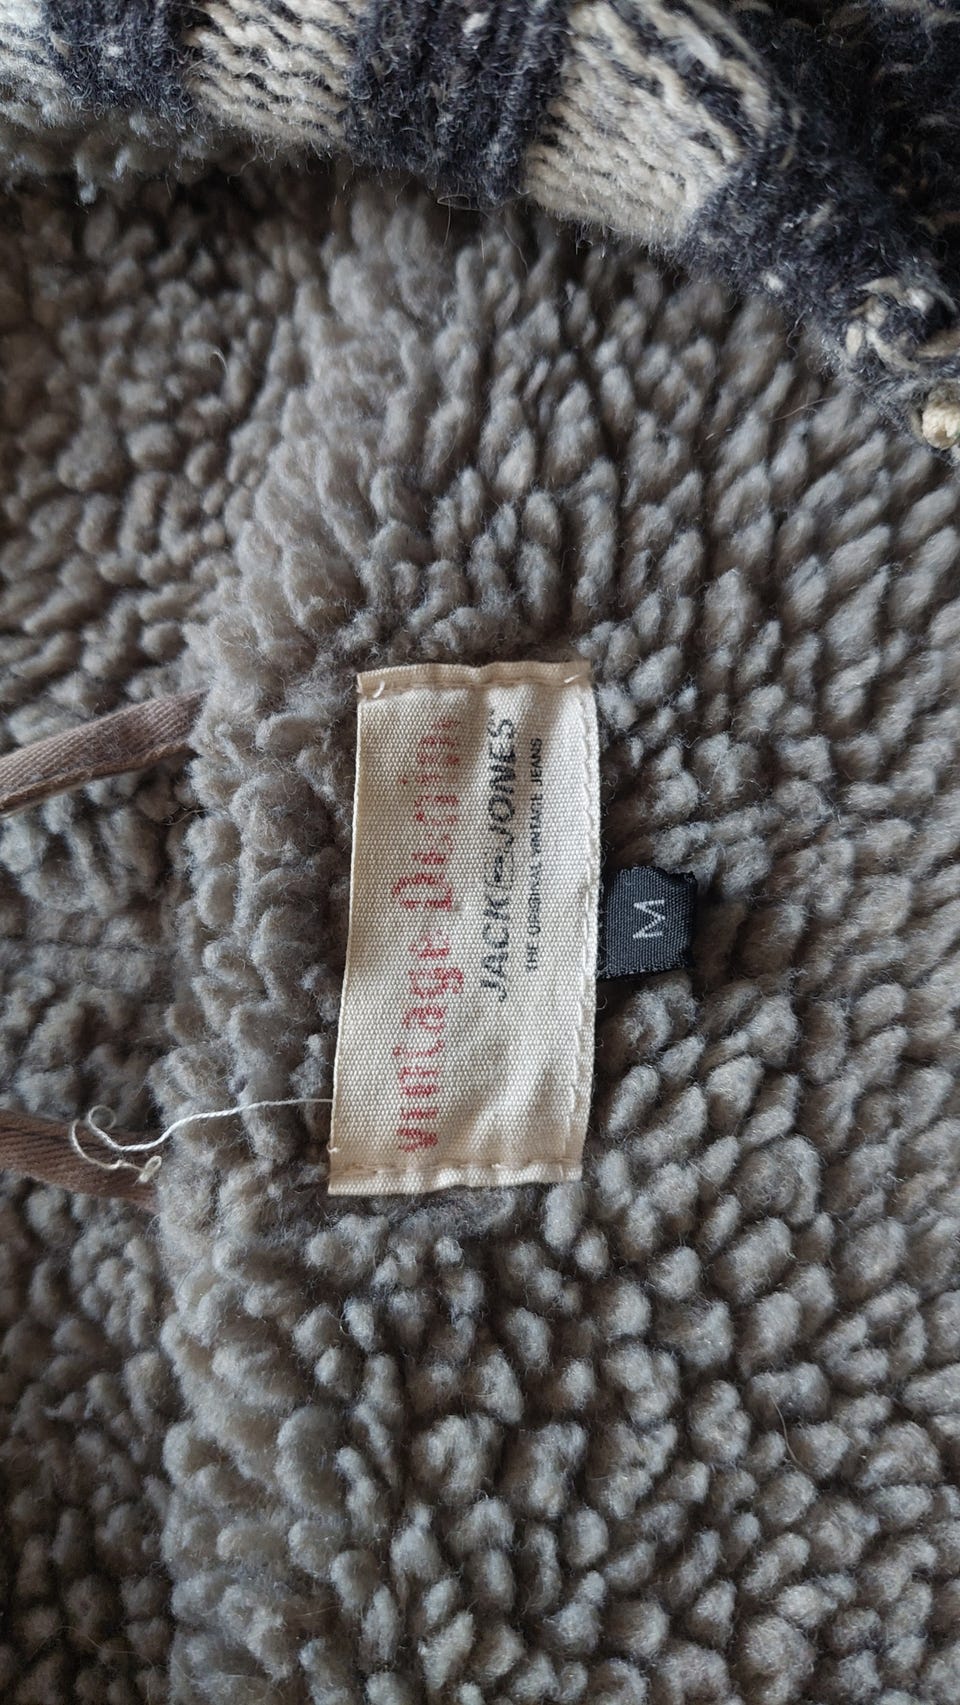 vintage Denim
JACK & JONES
THE ORIGINAL VINTAGE JEANS
M